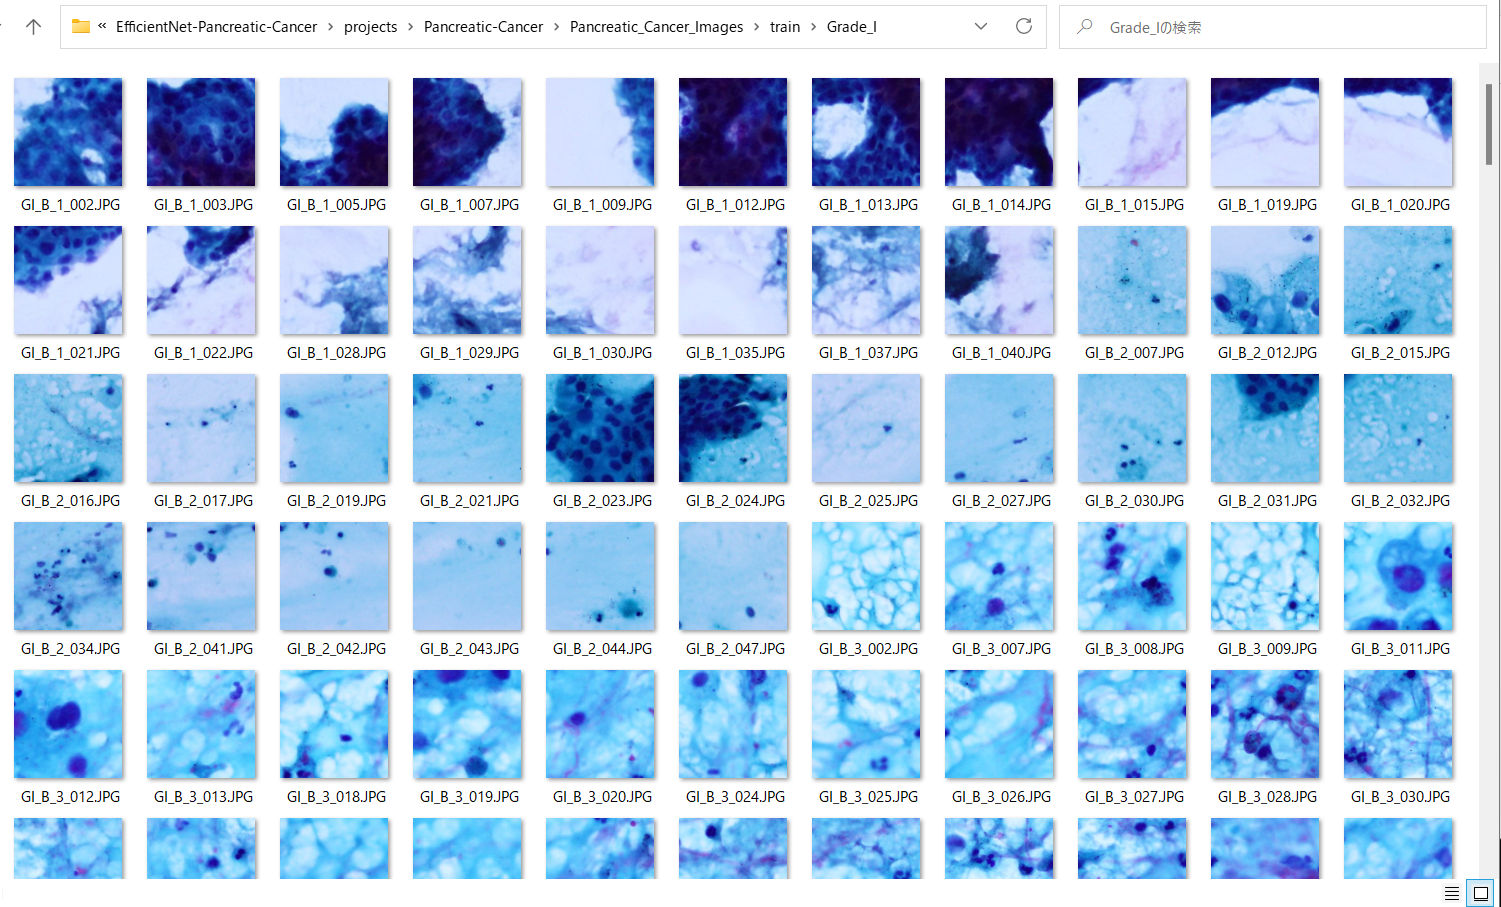 « EfficientNet-Pancreatic-Cancer > projects > Pancreatic-Cancer > Pancreatic_Cancer_Images > train > Grade_I
Grade_Iの検索
GI_B_1_002.JPG GI_B_1_003.JPG GI_B_1_005.JPG GI_B_1_007.JPG GI_B_1_009.JPG GI_B_1_012.JPG GI_B_1_013.JPG GI_B_1_014.JPG GI_B_1_015.JPG GI_B_1_019.JPG GI_B_1_020.JPG
GI_B_1_021.JPG GI_B_1_022.JPG GI_B_1_028.JPG GI_B_1_029.JPG GI_B_1_030.JPG GI_B_1_035.JPG GI_B_1_037.JPG GI_B_1_040.JPG GI_B_2_007.JPG GI_B_2_012.JPG GI_B_2_015.JPG
GI_B_2_016.JPG GI_B_2_017.JPG GI_B_2_019.JPG GI_B_2_021.JPG GI_B_2_023.JPG GI_B_2_024.JPG GI_B_2_025.JPG GI_B_2_027.JPG GI_B_2_030.JPG GI_B_2_031.JPG GI_B_2_032.JPG
GI_B_2_034.JPG GI_B_2_041.JPG GI_B_2_042.JPG GI_B_2_043.JPG GI_B_2_044.JPG GI_B_2_047.JPG GI_B_3_002.JPG GI_B_3_007.JPG GI_B_3_008.JPG GI_B_3_009.JPG GI_B_3_011.JPG
GI_B_3_012.JPG GI_B_3_013.JPG GI_B_3_018.JPG GI_B_3_019.JPG GI_B_3_020.JPG GI_B_3_024.JPG GI_B_3_025.JPG GI_B_3_026.JPG GI_B_3_027.JPG GI_B_3_028.JPG GI_B_3_030.JPG